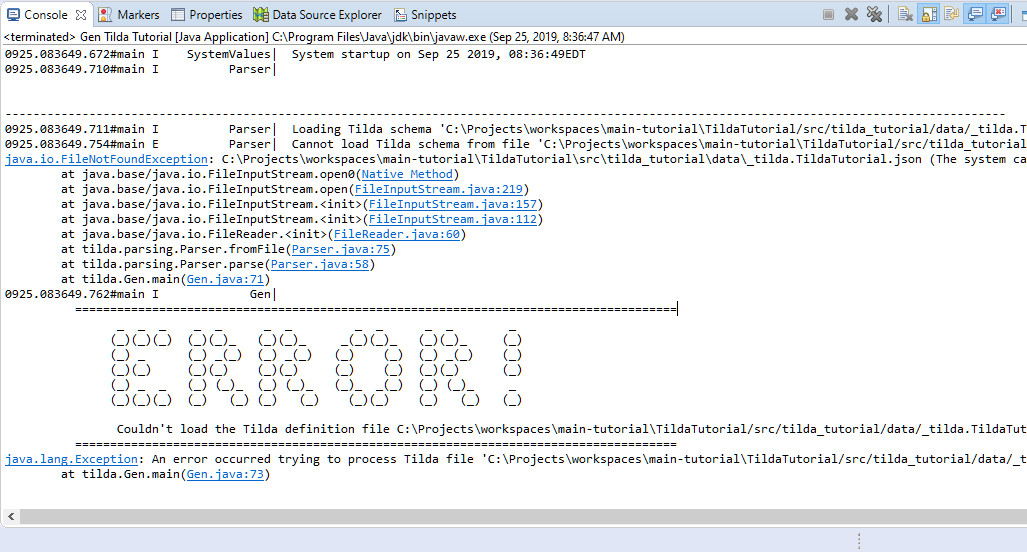 Console Markers Properties Data Source Explorer Snippets
<terminated> Gen Tilda Tutorial [Java Application] C:\Program Files\Java\jdk\bin\javaw.exe (Sep 25, 2019, 8:36:47 AM)
0925.083649.672#main I    SystemValues|  System startup on Sep 25 2019, 08:36:49EDT
0925.083649.710#main I          Parser|
0925.083649.711#main I          Parser|  Loading Tilda schema 'C:\Projects\workspaces\main-tutorial\TildaTutorial/src/tilda_tutorial/data/_tilda.T
0925.083649.754#main E          Parser|  Cannot load Tilda schema from file 'C:\Projects\workspaces\main-tutorial\TildaTutorial/src/tilda_tutorial
java.io.FileNotFoundException: C:\Projects\workspaces\main-tutorial\TildaTutorial\src\tilda_tutorial\data\_tilda.TildaTutorial.json (The system ca
at java.base/java.io.FileInputStream.open0(Native Method)
at java.base/java.io.FileInputStream.open(FileInputStream.java:219)
at java.base/java.io.FileInputStream.<init>(FileInputStream.java:157)
at java.base/java.io.FileInputStream.<init>(FileInputStream.java:112)
at java.base/java.io.FileReader.<init>(FileReader.java:60)
at tilda.parsing.Parser.fromFile(Parser.java:75)
at tilda.parsing.Parser.parse(Parser.java:58)
at tilda.Gen.main(Gen.java:71)
0925.083649.762#main I             Gen|
ERROR!
Couldn't load the Tilda definition file C:\Projects\workspaces\main-tutorial\TildaTutorial/src/tilda_tutorial/data/_tilda.TildaTut
java.lang.Exception: An error occurred trying to process Tilda file 'C:\Projects\workspaces\main-tutorial\TildaTutorial/src/tilda_tutorial/data/_t
at tilda.Gen.main(Gen.java:73)